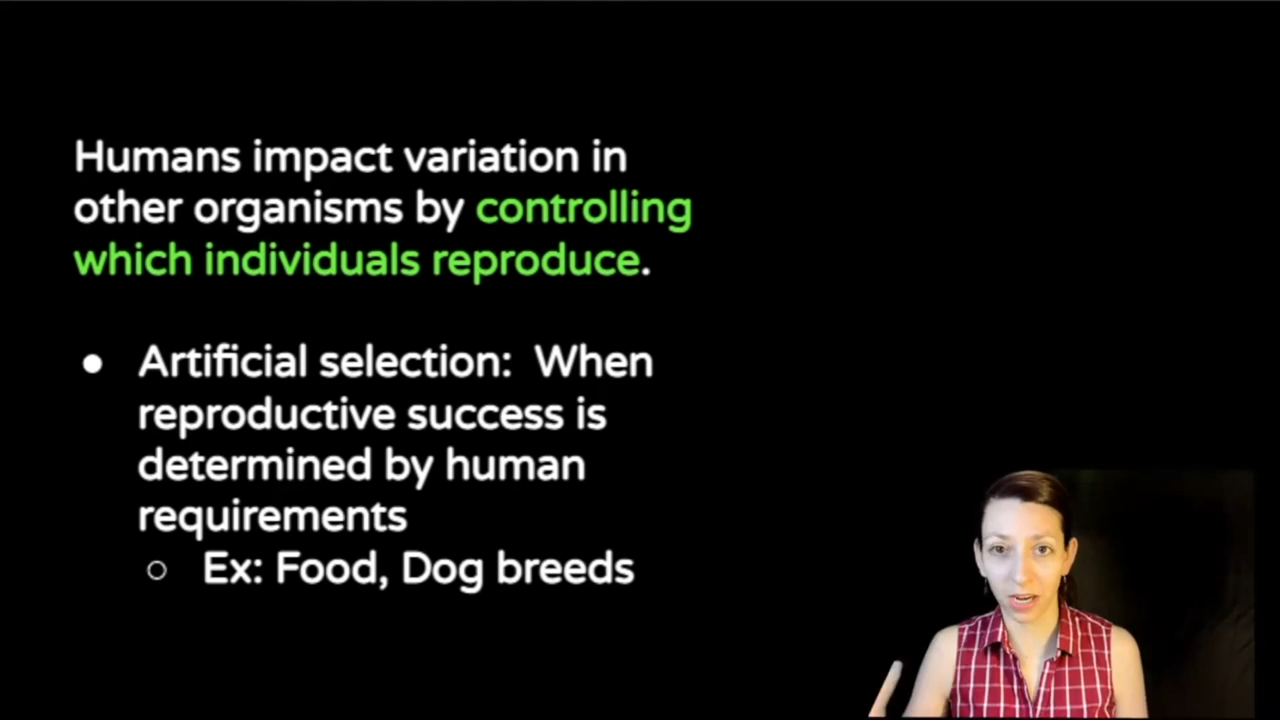 Humans impact variation in
other organisms by controlling
which individuals reproduce.
● Artificial selection:  When
reproductive success is
determined by human
requirements
○ Ex: Food, Dog breeds